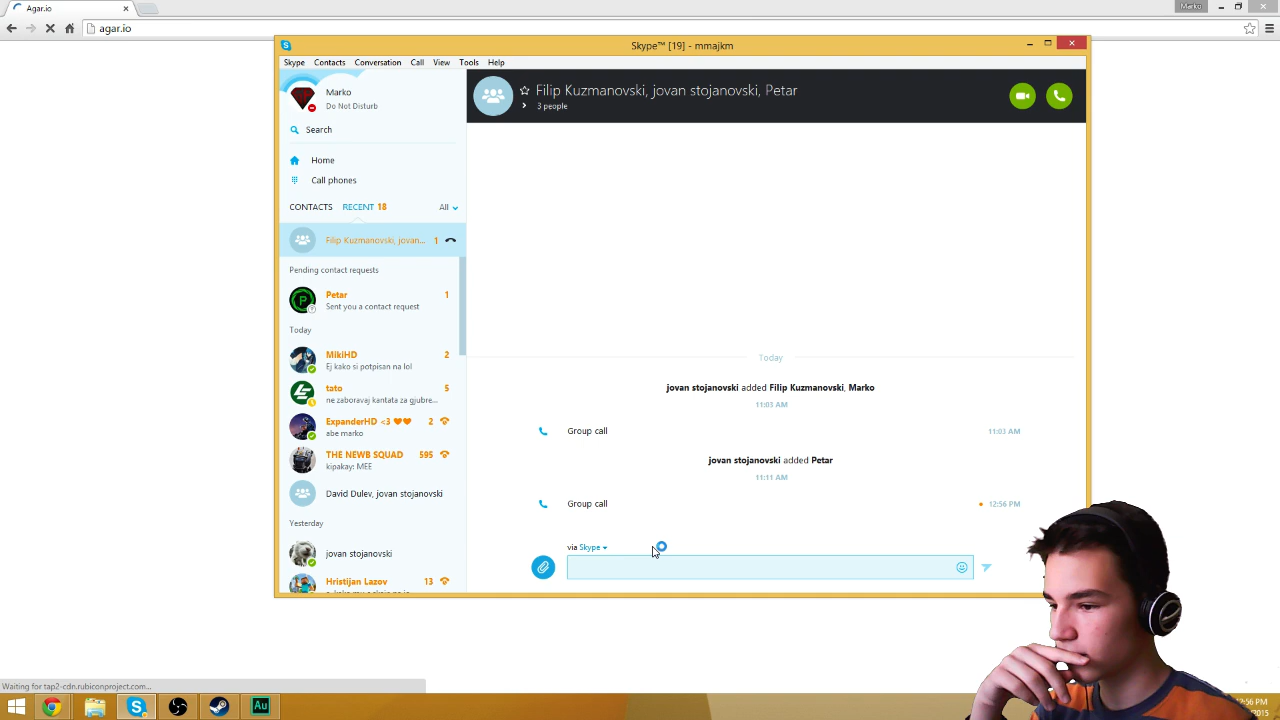 Agar.io
Marko
agar.io
Skype™ [19] - mmajkm
Skype Contacts Conversation Call View Tools Help
Marko
Do Not Disturb
Search
Home
Call phones
CONTACTS RECENT 18 All
Filip Kuzmanovski, jovan... 1
Pending contact requests
Petar 1
Sent you a contact request
Today
MikiHD 2
Ej kako si potpisan na lol
tato 5
ne zaboravaj kantata za gjubre...
ExpanderHD <3 ♥♥ 2
abe marko
THE NEWB SQUAD 595
kipakay: MEE
David Dulev, jovan stojanovski
Yesterday
jovan stojanovski
Hristijan Lazov 13
Filip Kuzmanovski, jovan stojanovski, Petar
3 people
Today
jovan stojanovski added Filip Kuzmanovski, Marko
11:03 AM
Group call 11:03 AM
jovan stojanovski added Petar
11:11 AM
Group call 12:56 PM
via Skype
Waiting for tap2-cdn.rubiconproject.com...
Au
:56 PM
2015